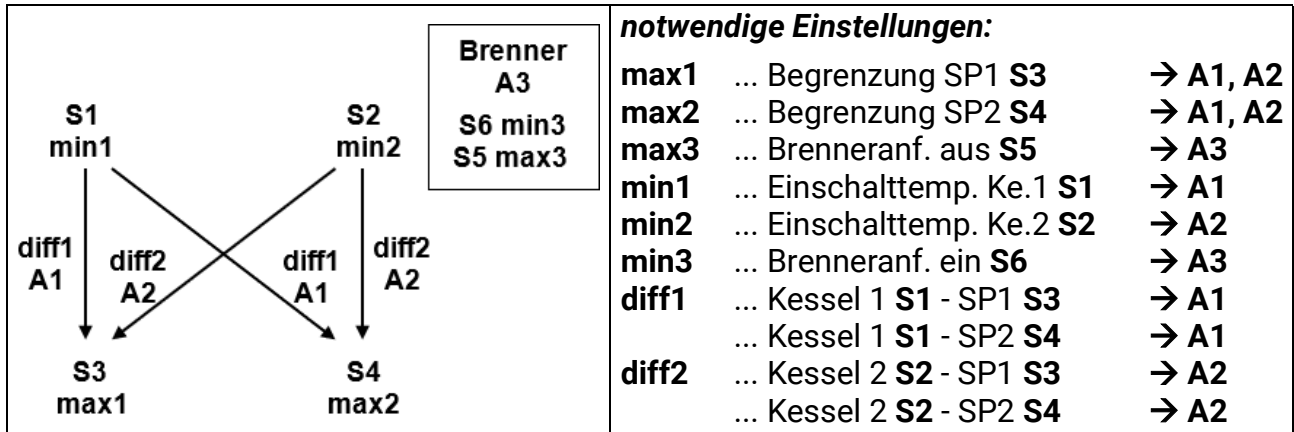 Brenner
A3
S6 min3
S5 max3
S1
min1
S2
min2
diff1
A1
diff2
A2
diff1
A1
diff2
A2
S3
max1
S4
max2
notwendige Einstellungen:
max1 ... Begrenzung SP1 S3 → A1, A2
max2 ... Begrenzung SP2 S4 → A1, A2
max3 ... Brenneranf. aus S5 → A3
min1 ... Einschalttemp. Ke.1 S1 → A1
min2 ... Einschalttemp. Ke.2 S2 → A2
min3 ... Brenneranf. ein S6 → A3
diff1 ... Kessel 1 S1 - SP1 S3 → A1
... Kessel 1 S1 - SP2 S4 → A1
diff2 ... Kessel 2 S2 - SP1 S3 → A2
... Kessel 2 S2 - SP2 S4 → A2